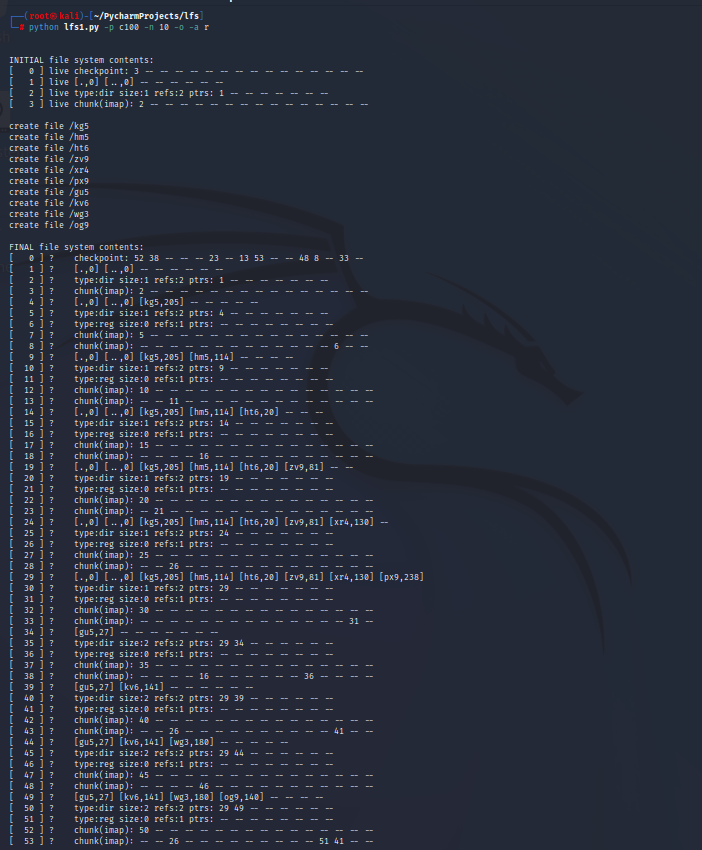 ┌──(root㉿kali)-[~/PycharmProjects/lfs]
└─# python lfs1.py -p c100 -n 10 -o -a r
INITIAL file system contents:
[   0 ] live checkpoint: 3 -- -- -- -- -- -- -- -- -- -- -- -- -- -- --
[   1 ] live [.,0] [..,0] -- -- -- -- -- --
[   2 ] live type:dir size:1 refs:2 ptrs: 1 -- -- -- -- -- -- --
[   3 ] live chunk(imap): 2 -- -- -- -- -- -- -- -- -- -- -- -- -- -- --
create file /kg5
create file /hm5
create file /ht6
create file /zv9
create file /xr4
create file /px9
create file /gu5
create file /kv6
create file /wg3
create file /og9
FINAL file system contents:
[   0 ] ?    checkpoint: 52 38 -- -- -- 23 -- 13 53 -- -- 48 8 -- 33 --
[   1 ] ?    [.,0] [..,0] -- -- -- -- -- --
[   2 ] ?    type:dir size:1 refs:2 ptrs: 1 -- -- -- -- -- -- --
[   3 ] ?    chunk(imap): 2 -- -- -- -- -- -- -- -- -- -- -- -- -- -- --
[   4 ] ?    [.,0] [..,0] [kg5,205] -- -- -- -- --
[   5 ] ?    type:dir size:1 refs:2 ptrs: 4 -- -- -- -- -- -- --
[   6 ] ?    type:reg size:0 refs:1 ptrs: -- -- -- -- -- -- -- --
[   7 ] ?    chunk(imap): 5 -- -- -- -- -- -- -- -- -- -- -- -- -- -- --
[   8 ] ?    chunk(imap): -- -- -- -- -- -- -- -- -- -- -- -- -- 6 -- --
[   9 ] ?    [.,0] [..,0] [kg5,205] [hm5,114] -- -- -- --
[  10 ] ?    type:dir size:1 refs:2 ptrs: 9 -- -- -- -- -- -- --
[  11 ] ?    type:reg size:0 refs:1 ptrs: -- -- -- -- -- -- -- --
[  12 ] ?    chunk(imap): 10 -- -- -- -- -- -- -- -- -- -- -- -- -- -- --
[  13 ] ?    chunk(imap): -- -- 11 -- -- -- -- -- -- -- -- -- -- -- -- --
[  14 ] ?    [.,0] [..,0] [kg5,205] [hm5,114] [ht6,20] -- -- --
[  15 ] ?    type:dir size:1 refs:2 ptrs: 14 -- -- -- -- -- -- --
[  16 ] ?    type:reg size:0 refs:1 ptrs: -- -- -- -- -- -- -- --
[  17 ] ?    chunk(imap): 15 -- -- -- -- -- -- -- -- -- -- -- -- -- -- --
[  18 ] ?    chunk(imap): -- -- -- -- 16 -- -- -- -- -- -- -- -- -- -- --
[  19 ] ?    [.,0] [..,0] [kg5,205] [hm5,114] [ht6,20] [zv9,81] -- --
[  20 ] ?    type:dir size:1 refs:2 ptrs: 19 -- -- -- -- -- -- --
[  21 ] ?    type:reg size:0 refs:1 ptrs: -- -- -- -- -- -- -- --
[  22 ] ?    chunk(imap): 20 -- -- -- -- -- -- -- -- -- -- -- -- -- -- --
[  23 ] ?    chunk(imap): -- 21 -- -- -- -- -- -- -- -- -- -- -- -- -- --
[  24 ] ?    [.,0] [..,0] [kg5,205] [hm5,114] [ht6,20] [zv9,81] [xr4,130] --
[  25 ] ?    type:dir size:1 refs:2 ptrs: 24 -- -- -- -- -- -- --
[  26 ] ?    type:reg size:0 refs:1 ptrs: -- -- -- -- -- -- -- --
[  27 ] ?    chunk(imap): 25 -- -- -- -- -- -- -- -- -- -- -- -- -- -- --
[  28 ] ?    chunk(imap): -- -- 26 -- -- -- -- -- -- -- -- -- -- -- -- --
[  29 ] ?    [.,0] [..,0] [kg5,205] [hm5,114] [ht6,20] [zv9,81] [xr4,130] [px9,238]
[  30 ] ?    type:dir size:1 refs:2 ptrs: 29 -- -- -- -- -- -- --
[  31 ] ?    type:reg size:0 refs:1 ptrs: -- -- -- -- -- -- -- --
[  32 ] ?    chunk(imap): 30 -- -- -- -- -- -- -- -- -- -- -- -- -- -- --
[  33 ] ?    chunk(imap): -- -- -- -- -- -- -- -- -- -- -- -- -- -- 31 --
[  34 ] ?    [gu5,27] -- -- -- -- -- -- --
[  35 ] ?    type:dir size:2 refs:2 ptrs: 29 34 -- -- -- -- -- --
[  36 ] ?    type:reg size:0 refs:1 ptrs: -- -- -- -- -- -- -- --
[  37 ] ?    chunk(imap): 35 -- -- -- -- -- -- -- -- -- -- -- -- -- -- --
[  38 ] ?    chunk(imap): -- -- -- -- 16 -- -- -- -- -- -- 36 -- -- -- --
[  39 ] ?    [gu5,27] [kv6,141] -- -- -- -- -- --
[  40 ] ?    type:dir size:2 refs:2 ptrs: 29 39 -- -- -- -- -- --
[  41 ] ?    type:reg size:0 refs:1 ptrs: -- -- -- -- -- -- -- --
[  42 ] ?    chunk(imap): 40 -- -- -- -- -- -- -- -- -- -- -- -- -- -- --
[  43 ] ?    chunk(imap): -- -- 26 -- -- -- -- -- -- -- -- -- -- 41 -- --
[  44 ] ?    [gu5,27] [kv6,141] [wg3,180] -- -- -- -- --
[  45 ] ?    type:dir size:2 refs:2 ptrs: 29 44 -- -- -- -- -- --
[  46 ] ?    type:reg size:0 refs:1 ptrs: -- -- -- -- -- -- -- --
[  47 ] ?    chunk(imap): 45 -- -- -- -- -- -- -- -- -- -- -- -- -- -- --
[  48 ] ?    chunk(imap): -- -- -- -- 46 -- -- -- -- -- -- -- -- -- -- --
[  49 ] ?    [gu5,27] [kv6,141] [wg3,180] [og9,140] -- -- -- --
[  50 ] ?    type:dir size:2 refs:2 ptrs: 29 49 -- -- -- -- -- --
[  51 ] ?    type:reg size:0 refs:1 ptrs: -- -- -- -- -- -- -- --
[  52 ] ?    chunk(imap): 50 -- -- -- -- -- -- -- -- -- -- -- -- -- -- --
[  53 ] ?    chunk(imap): -- -- 26 -- -- -- -- -- -- -- -- -- 51 41 -- --